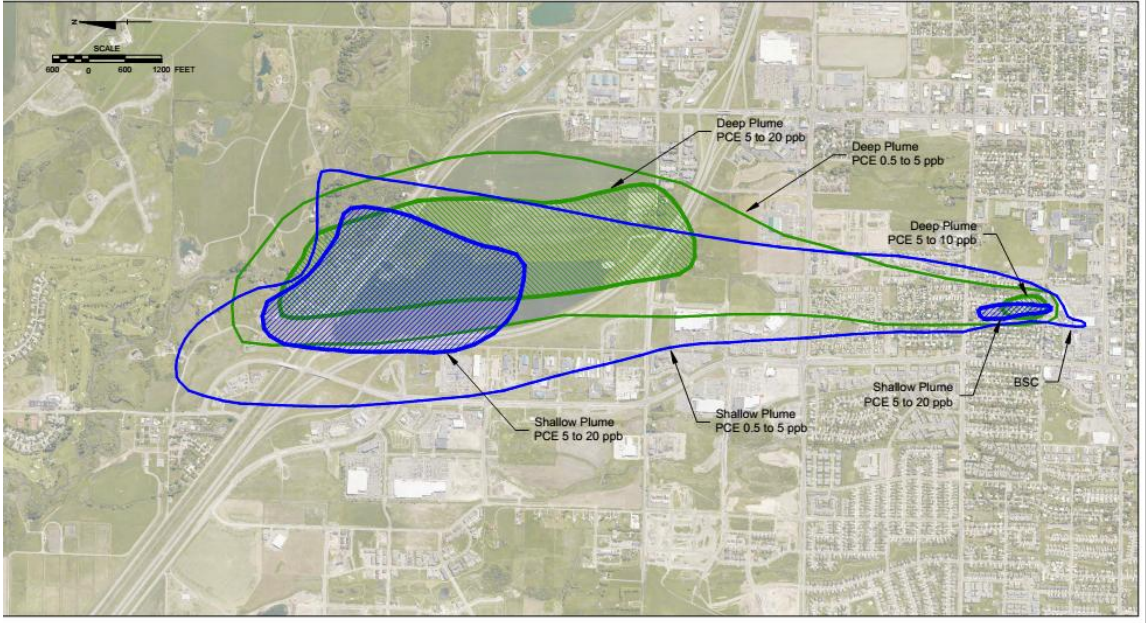 N
SCALE
600 0 600 1200 FEET
Deep Plume
PCE 5 to 20 ppb
Deep Plume
PCE 0.5 to 5 ppb
Deep Plume
PCE 5 to 10 ppb
Shallow Plume
PCE 5 to 20 ppb
BSC
Shallow Plume
PCE 0.5 to 5 ppb
Shallow Plume
PCE 5 to 20 ppb